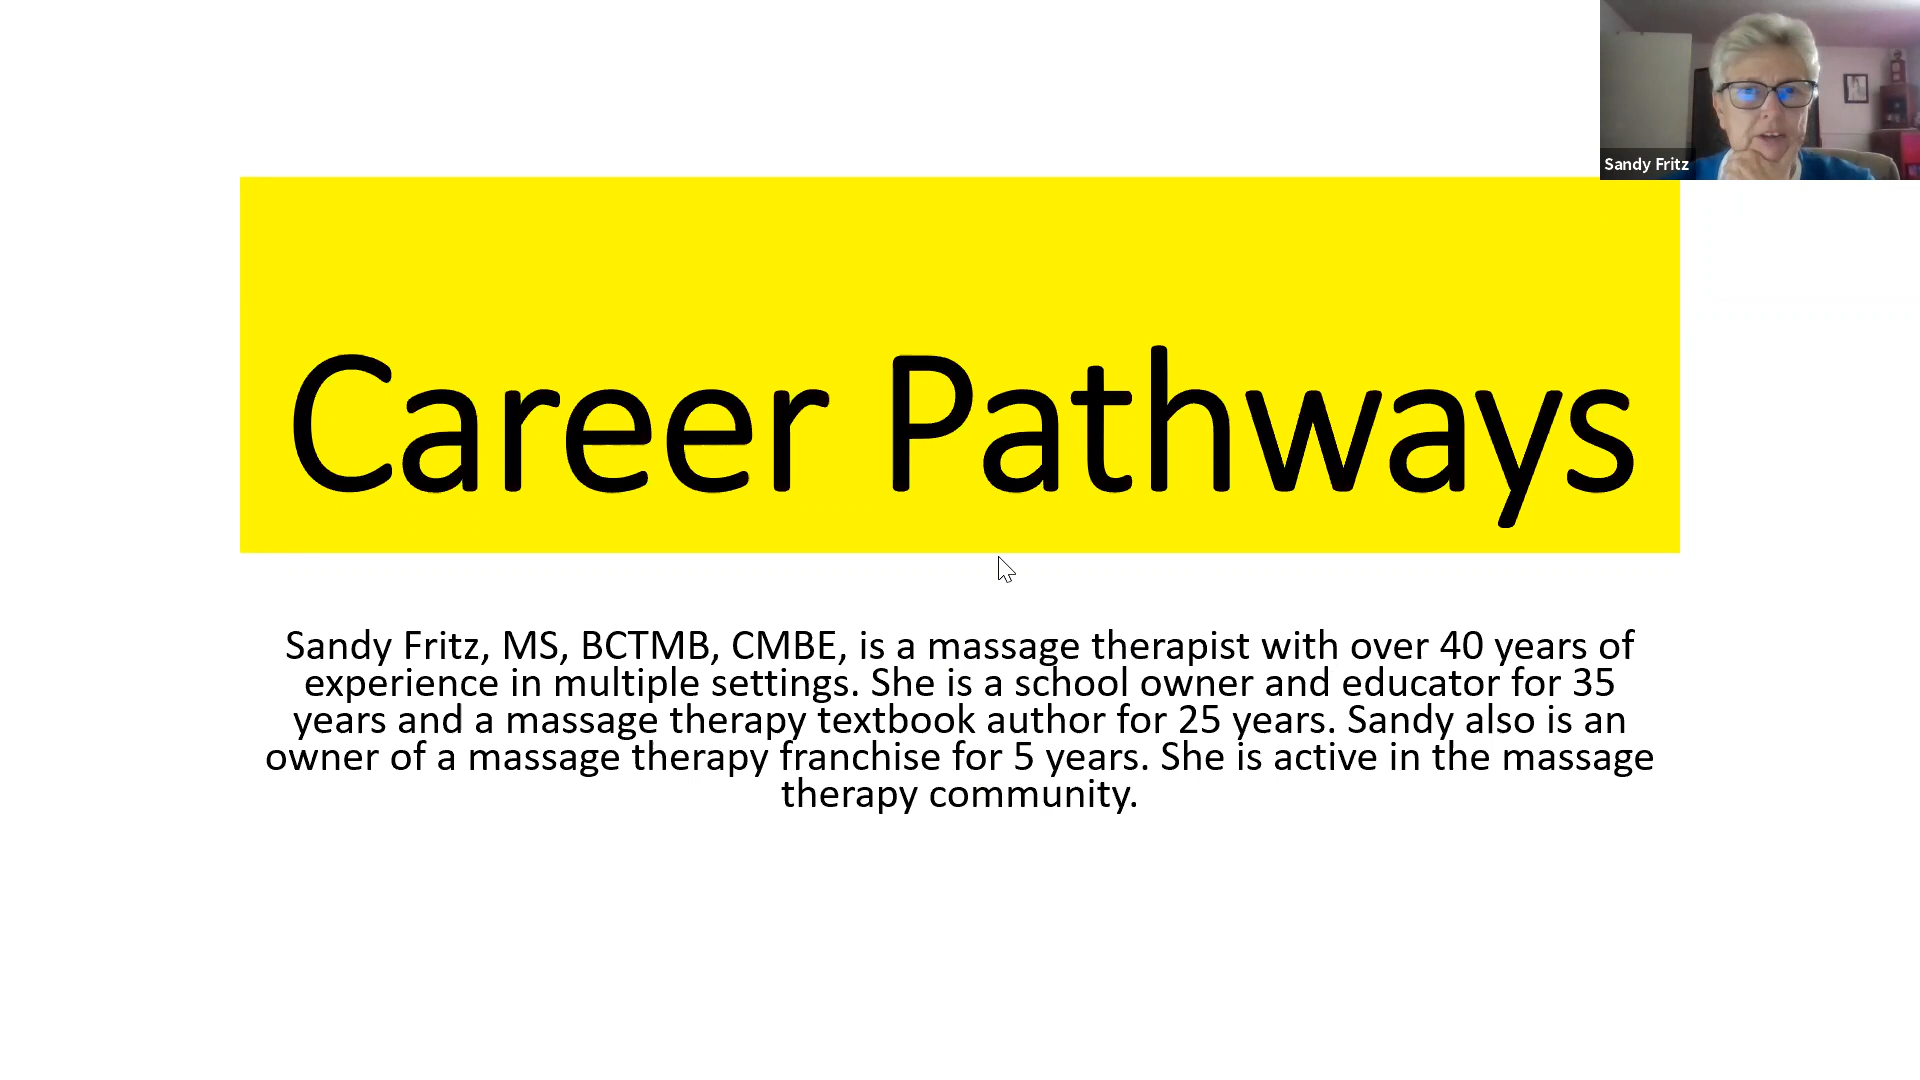 Sandy Fritz
Career Pathways
Sandy Fritz, MS, BCTMB, CMBE, is a massage therapist with over 40 years of
experience in multiple settings. She is a school owner and educator for 35
years and a massage therapy textbook author for 25 years. Sandy also is an
owner of a massage therapy franchise for 5 years. She is active in the massage
therapy community.